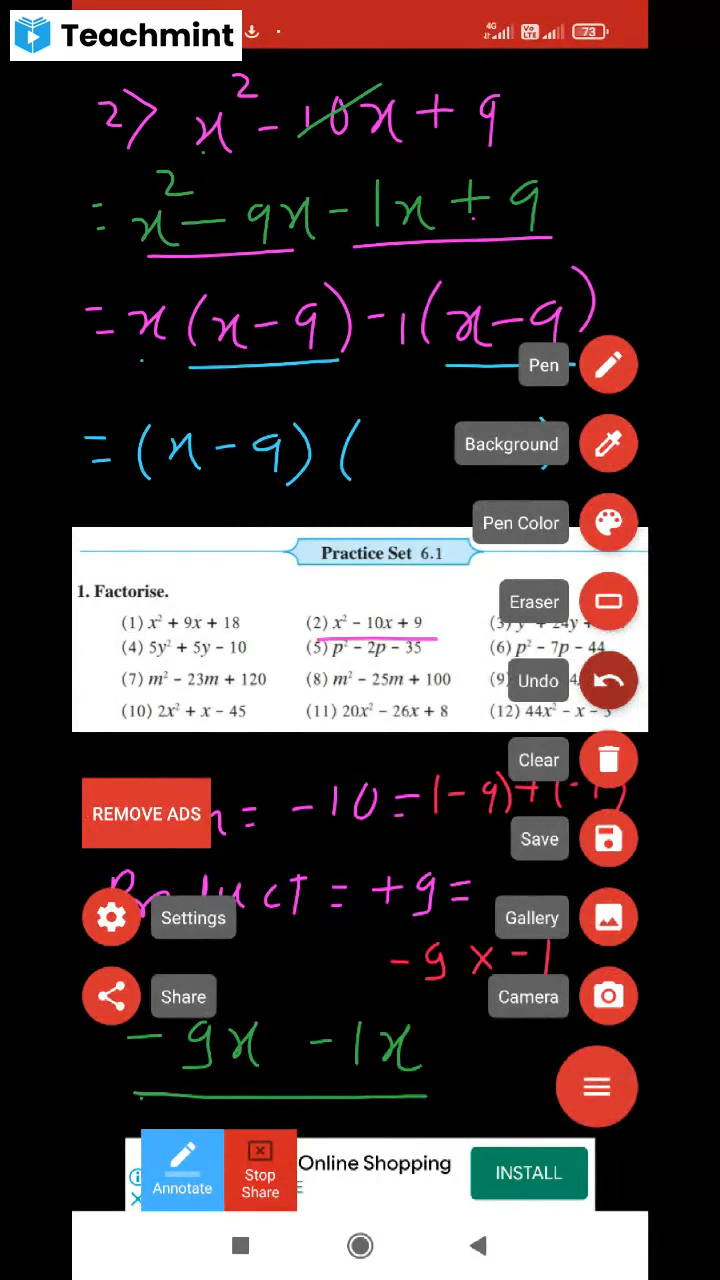 Teachmint
4G VoLTE 73
2> x² - 10x + 9
= x² - 9x - 1x + 9
= x(x-9) -1(x-9)
Pen
= (x-9)(
Background
Pen Color
Practice Set 6.1
1. Factorise.
Eraser
(1) x² + 9x + 18 (2) x² − 10x + 9
(4) 5y² + 5y − 10 (5) p² − 2p − 35 (6) p² − 7p − 44
Undo
(7) m² − 23m + 120 (8) m² − 25m + 100 (9)
(10) 2x² + x − 45 (11) 20x² − 26x + 8 (12) 44x² − x − 3
Clear
REMOVE ADS = -10 = (-9)+(-1)
Save
Product = +9 =
Settings Gallery
-9 x -1
Share Camera
-9x -1x
Annotate Stop Share Online Shopping INSTALL